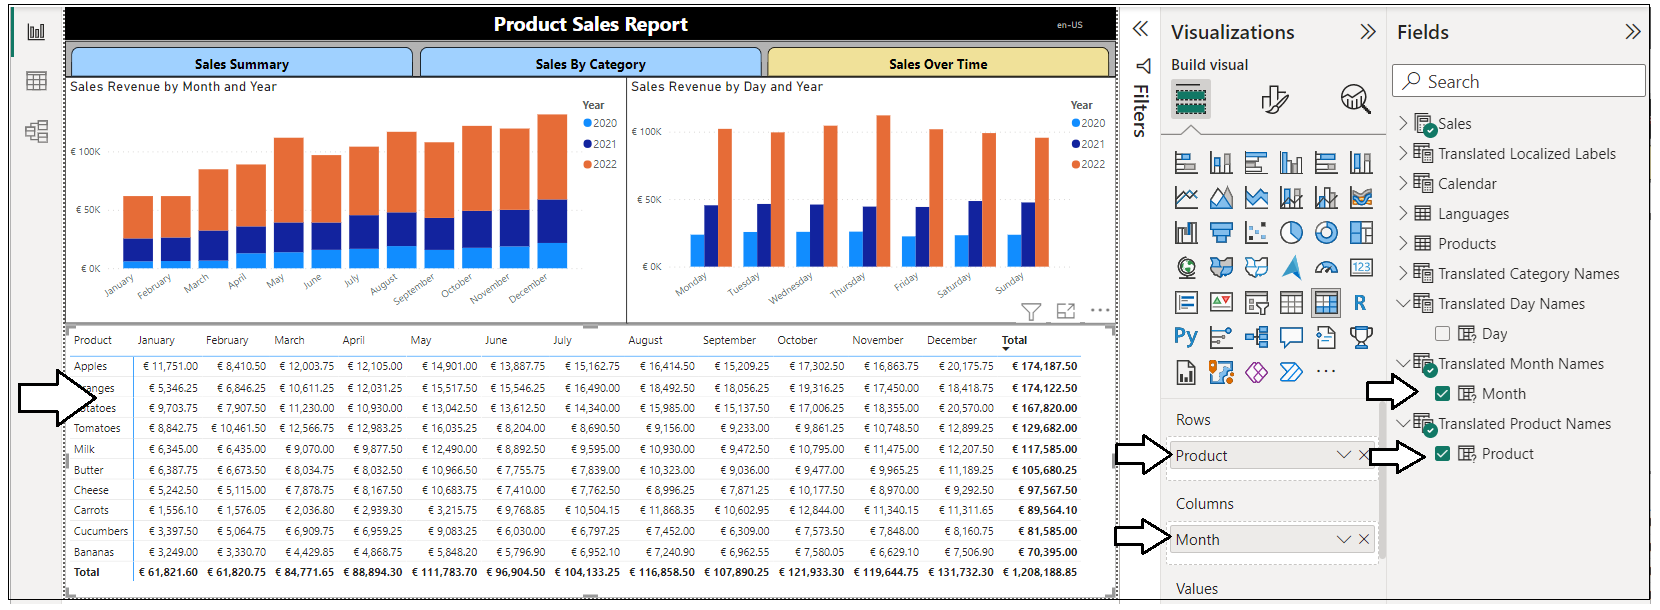 Product Sales Report
en-US
Sales Summary
Sales By Category
Sales Over Time
Sales Revenue by Month and Year
€ 100K
€ 50K
€ 0K
January
February
March
April
May
June
July
August
September
October
November
December
Year
2020
2021
2022
Sales Revenue by Day and Year
€ 100K
€ 50K
€ 0K
Monday
Tuesday
Wednesday
Thursday
Friday
Saturday
Sunday
Year
2020
2021
2022
Product January February March April May June July August September October November December Total
Apples € 11,751.00 € 8,410.50 € 12,003.75 € 12,105.00 € 14,901.00 € 13,887.75 € 15,162.75 € 16,414.50 € 15,209.25 € 17,302.50 € 16,863.75 € 20,175.75 € 174,187.50
anges € 5,346.25 € 6,846.25 € 10,611.25 € 12,031.25 € 15,517.50 € 15,546.25 € 16,490.00 € 18,492.50 € 18,056.25 € 19,316.25 € 17,450.00 € 18,418.75 € 174,122.50
tatoes € 9,703.75 € 7,907.50 € 11,230.00 € 10,930.00 € 13,042.50 € 13,612.50 € 14,340.00 € 15,985.00 € 15,137.50 € 17,006.25 € 18,355.00 € 20,570.00 € 167,820.00
Tomatoes € 8,842.75 € 10,461.50 € 12,566.75 € 12,983.25 € 16,035.25 € 8,204.00 € 8,690.50 € 9,156.00 € 9,233.00 € 9,861.25 € 10,748.50 € 12,899.25 € 129,682.00
Milk € 6,345.00 € 6,435.00 € 9,070.00 € 9,877.50 € 12,490.00 € 8,892.50 € 9,595.00 € 10,930.00 € 9,472.50 € 10,795.00 € 11,475.00 € 12,207.50 € 117,585.00
Butter € 6,387.75 € 6,673.50 € 8,034.75 € 8,032.50 € 10,966.50 € 7,755.75 € 7,839.00 € 10,323.00 € 9,036.00 € 9,477.00 € 9,965.25 € 11,189.25 € 105,680.25
Cheese € 5,242.50 € 5,115.00 € 7,878.75 € 8,167.50 € 10,683.75 € 7,410.00 € 7,762.50 € 8,996.25 € 7,871.25 € 10,177.50 € 8,970.00 € 9,292.50 € 97,567.50
Carrots € 1,556.10 € 1,576.05 € 2,036.80 € 2,939.30 € 3,215.75 € 9,768.85 € 10,504.15 € 11,868.35 € 10,602.95 € 12,844.00 € 11,340.15 € 11,311.65 € 89,564.10
Cucumbers € 3,397.50 € 5,064.75 € 6,909.75 € 6,959.25 € 9,083.25 € 6,030.00 € 6,797.25 € 7,452.00 € 6,309.00 € 7,573.50 € 7,848.00 € 8,160.75 € 81,585.00
Bananas € 3,249.00 € 3,330.70 € 4,429.85 € 4,868.75 € 5,848.20 € 5,796.90 € 6,952.10 € 7,240.90 € 6,962.55 € 7,580.05 € 6,629.10 € 7,506.90 € 70,395.00
Total € 61,821.60 € 61,820.75 € 84,771.65 € 88,894.30 € 111,783.70 € 96,904.50 € 104,133.25 € 116,858.50 € 107,890.25 € 121,933.30 € 119,644.75 € 131,732.30 € 1,208,188.85
Filters
Visualizations
Build visual
123
R
Py
Rows
Product
Columns
Month
Values
Fields
Search
Sales
Translated Localized Labels
Calendar
Languages
Products
Translated Category Names
Translated Day Names
Day
Translated Month Names
Month
Translated Product Names
Product